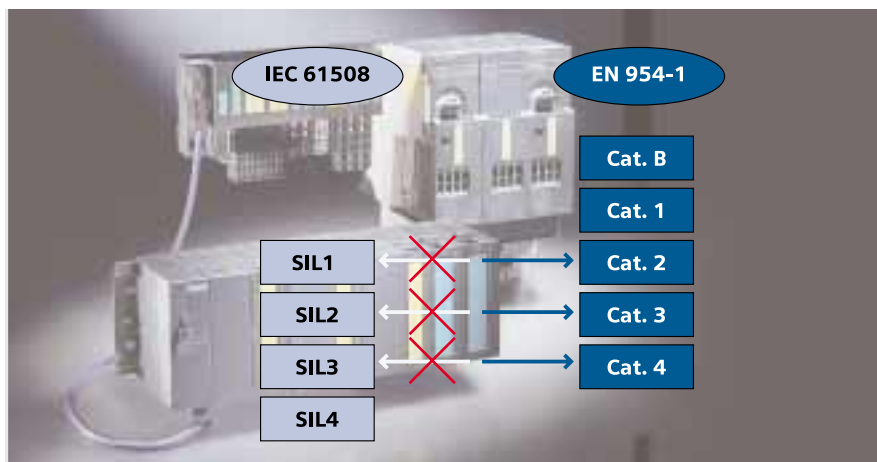 IEC 61508
EN 954-1
Cat. B
Cat. 1
SIL1
Cat. 2
SIL2
Cat. 3
SIL3
Cat. 4
SIL4